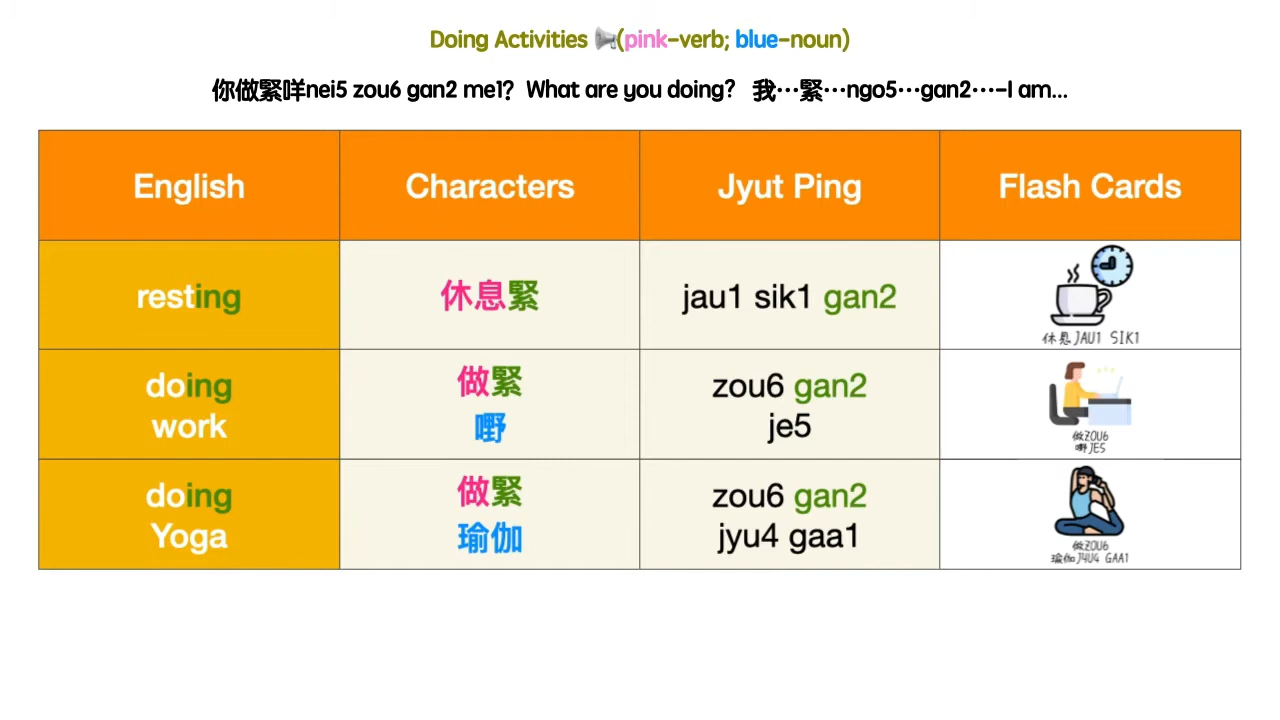 Doing Activities (pink-verb; blue-noun)
你做緊咩nei5 zou6 gan2 me1? What are you doing? 我…緊…ngo5…gan2…-I am...
English Characters Jyut Ping Flash Cards
resting 休息緊 jau1 sik1 gan2
休息JAU1 SIK1
doing 做緊 zou6 gan2
work 嘢 je5
做ZOU6
嘢JE5
doing 做緊 zou6 gan2
Yoga 瑜伽 jyu4 gaa1
做ZOU6
瑜伽JYU4 GAA1